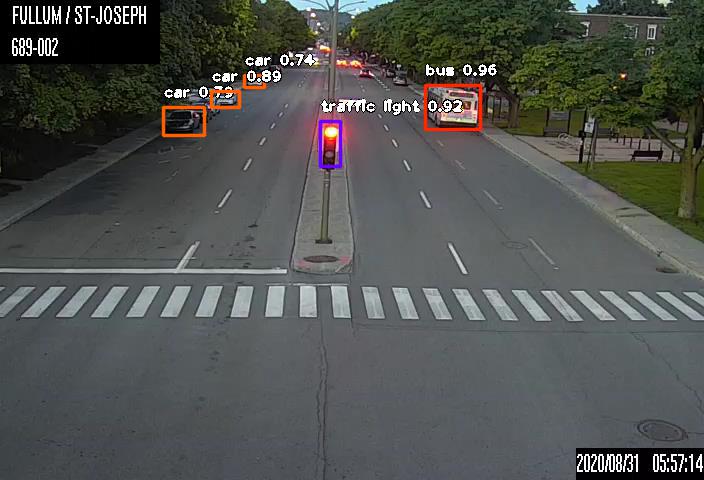 FULLUM / ST-JOSEPH
689-002
car 0.74
car 0.89
car 0.79
bus 0.96
traffic light 0.92
2020/08/31 05:57:14